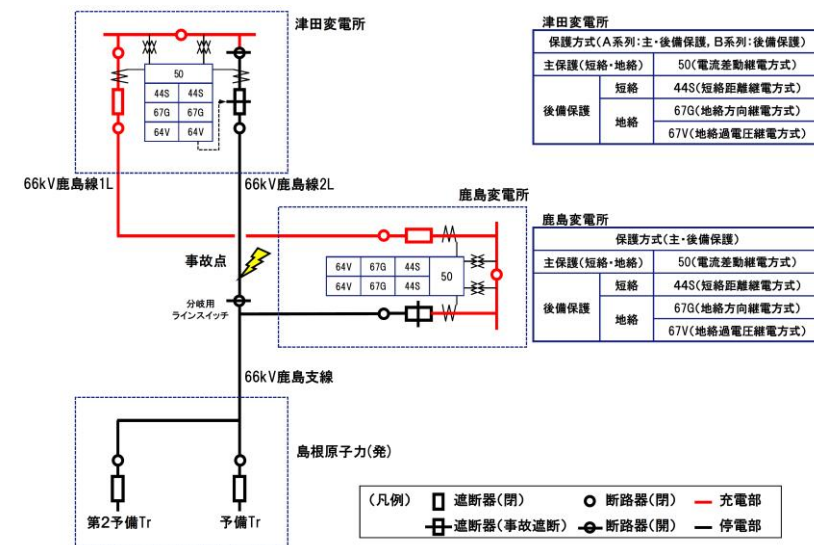 津田変電所
50
44S 44S
67G 67G
64V 64V
66kV鹿島線1L
66kV鹿島線2L
鹿島変電所
事故点
64V 67G 44S 50
64V 67G 44S
分岐用
ラインスイッチ
66kV鹿島支線
島根原子力(発)
第2予備Tr
予備Tr
津田変電所
保護方式(A系列:主・後備保護, B系列:後備保護)
主保護(短絡・地絡) 50(電流差動継電方式)
後備保護 短絡 44S(短絡距離継電方式)
地絡 67G(地絡方向継電方式)
67V(地絡過電圧継電方式)
鹿島変電所
保護方式(主・後備保護)
主保護(短絡・地絡) 50(電流差動継電方式)
後備保護 短絡 44S(短絡距離継電方式)
地絡 67G(地絡方向継電方式)
67V(地絡過電圧継電方式)
(凡例) 遮断器(閉) 断路器(閉) 充電部
遮断器(事故遮断) 断路器(開) 停電部